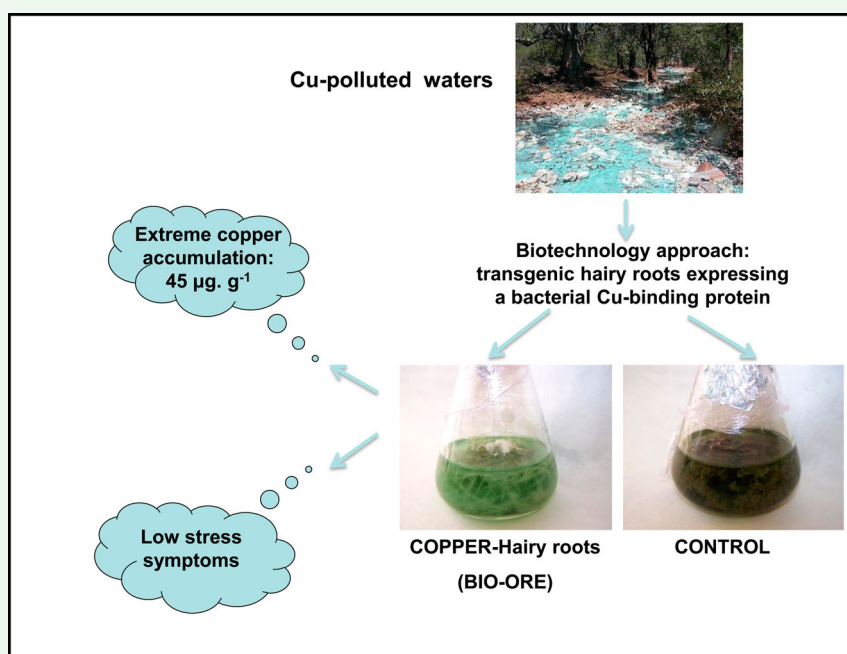 Cu-polluted waters
Biotechnology approach:
transgenic hairy roots expressing
a bacterial Cu-binding protein
Extreme copper
accumulation:
45 µg. g⁻¹
Low stress
symptoms
COPPER-Hairy roots
(BIO-ORE)
CONTROL